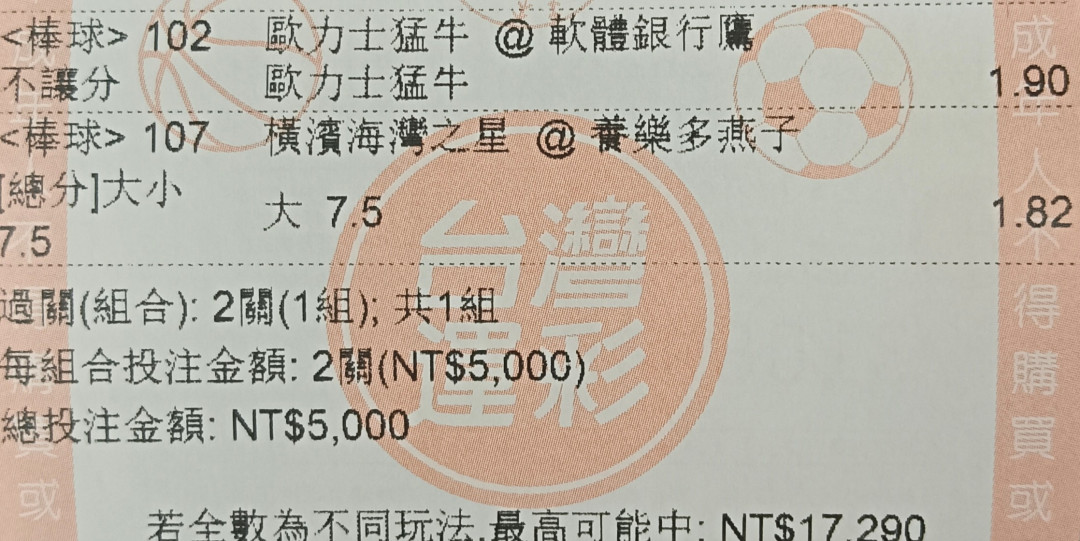 <棒球> 102 歐力士猛牛 @ 軟體銀行鷹
不讓分 歐力士猛牛 1.90
<棒球> 107 橫濱海灣之星 @ 養樂多燕子
[總分]大小
7.5 大 7.5 1.82
過關(組合): 2關(1組); 共1組
每組合投注金額: 2關(NT$5,000)
總投注金額: NT$5,000
若全數為不同玩法,最高可能中: NT$17,290
台灣
運彩
成年人不得購買或
購買或